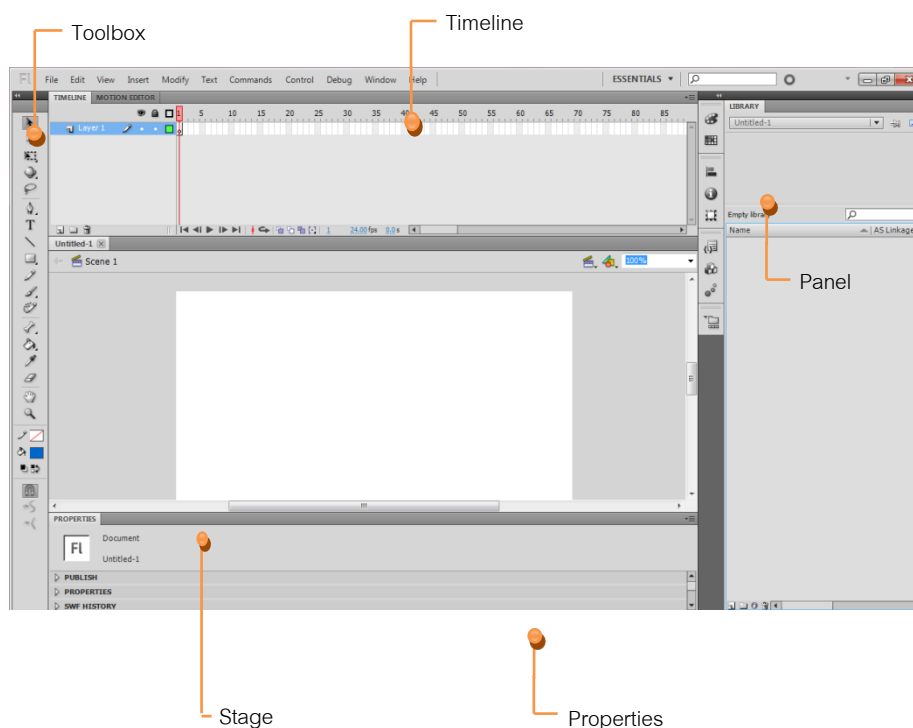 Timeline
Toolbox
Fl File Edit View Insert Modify Text Commands Control Debug Window Help ESSENTIALS
TIMELINE MOTION EDITOR
LIBRARY
1 5 10 15 20 25 30 35 40 45 50 55 60 65 70 75 80 85
Untitled-1
Layer 1
Empty library
1 24.00 fps 0.0 s
Name AS Linkage
Untitled-1
Scene 1 100%
Panel
PROPERTIES
Fl
Document
Untitled-1
PUBLISH
PROPERTIES
SWF HISTORY
Stage
Properties